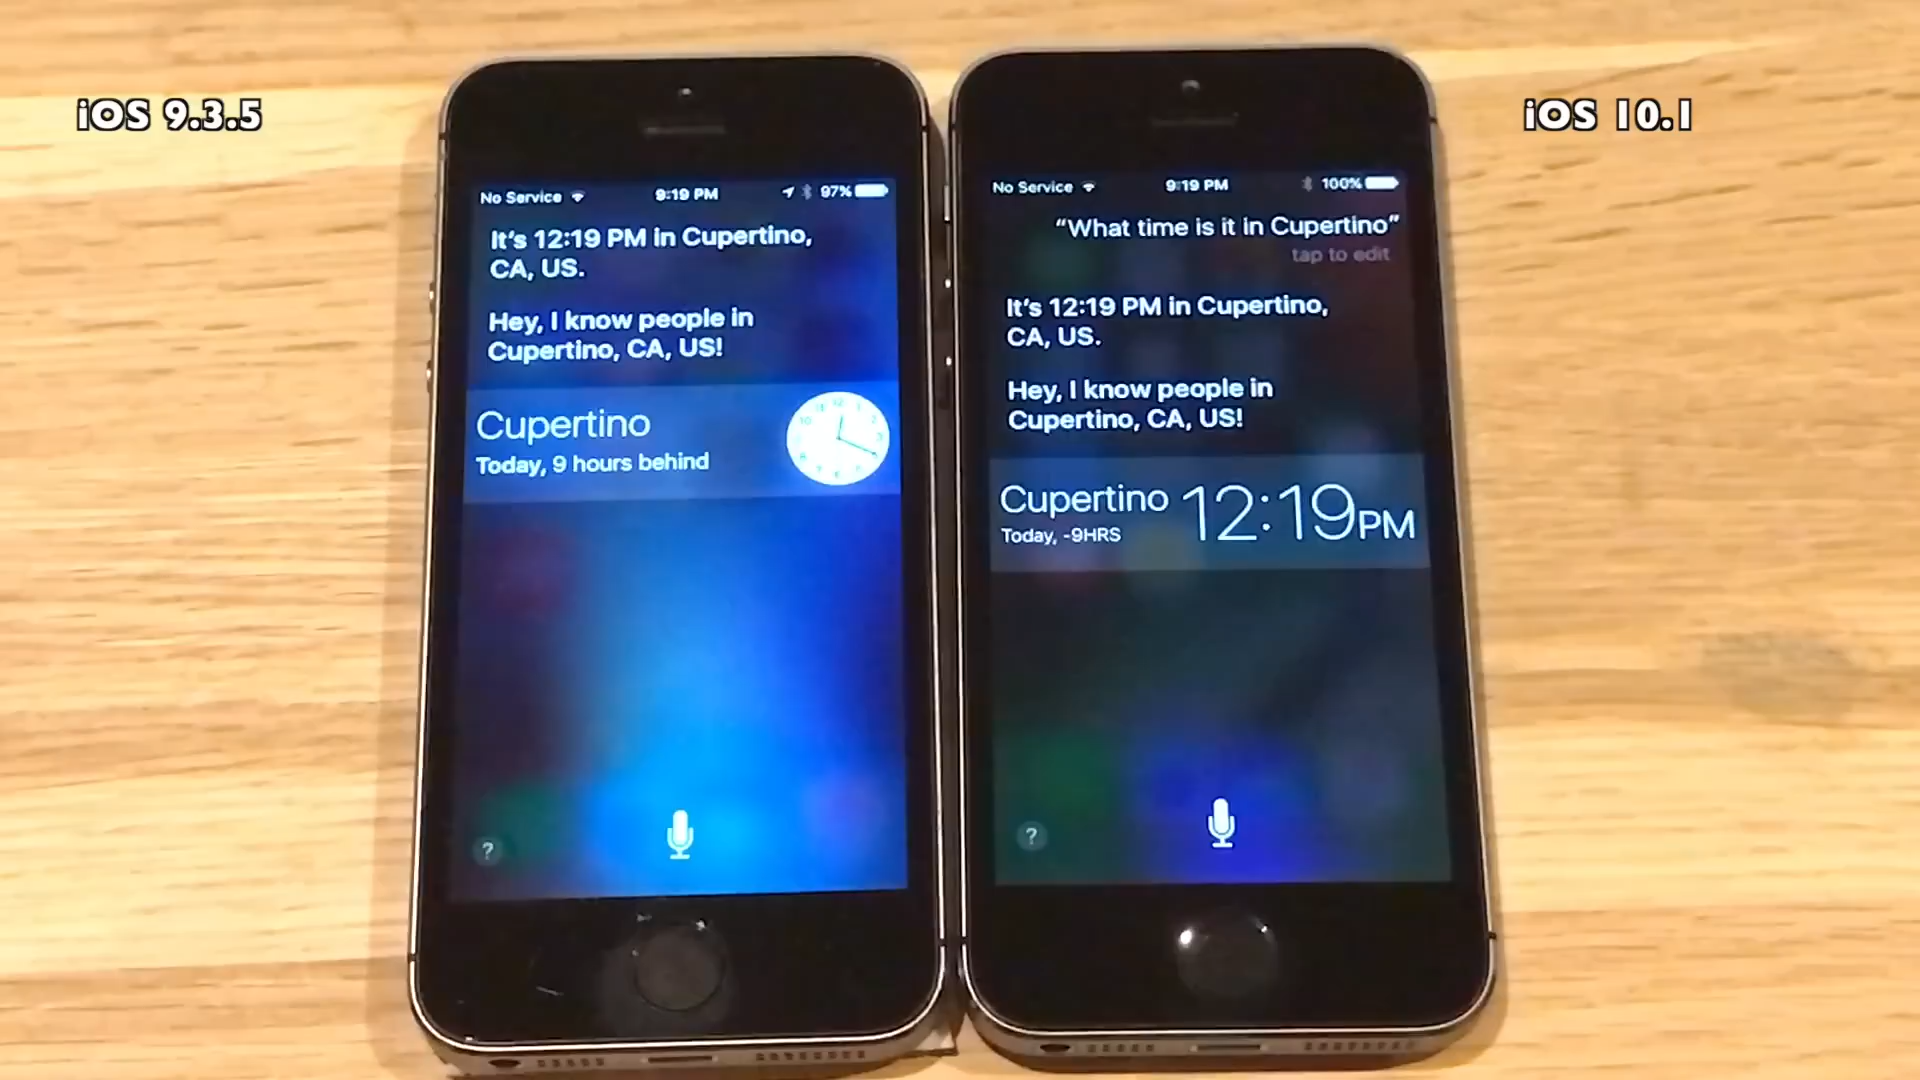 iOS 9.3.5
No Service 9:19 PM 97%
It's 12:19 PM in Cupertino,
CA, US.
Hey, I know people in
Cupertino, CA, US!
Cupertino
Today, 9 hours behind
?
iOS 10.1
No Service 9:19 PM 100%
“What time is it in Cupertino”
tap to edit
It's 12:19 PM in Cupertino,
CA, US.
Hey, I know people in
Cupertino, CA, US!
Cupertino 12:19PM
Today, -9HRS
?